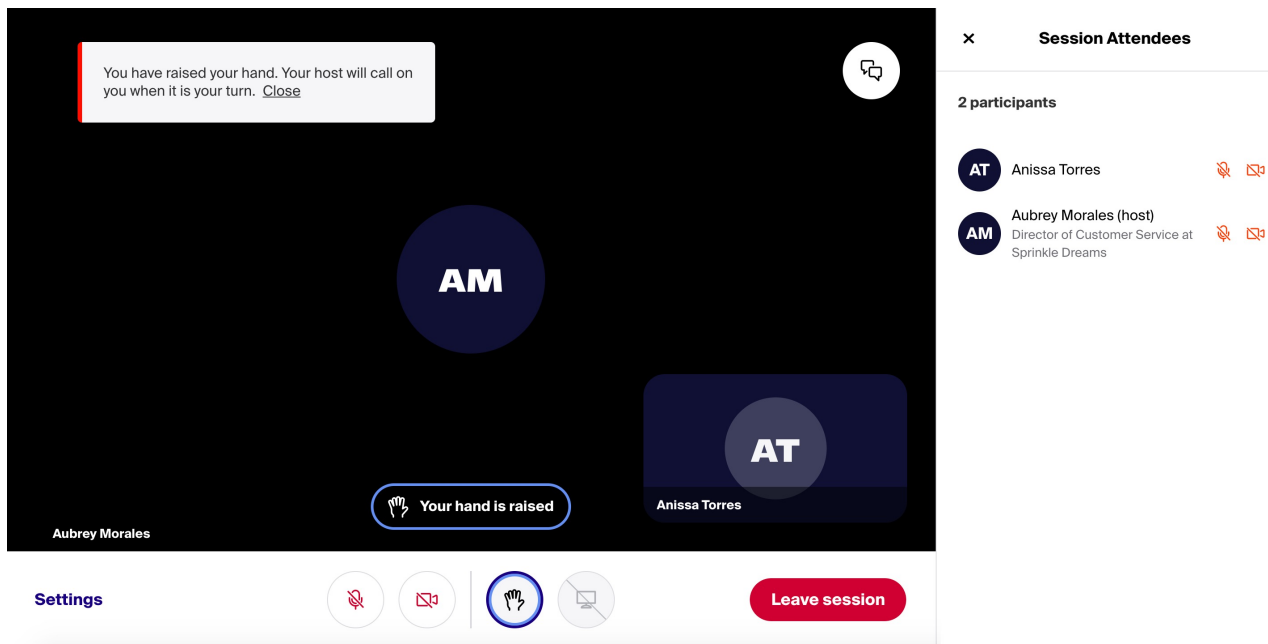 You have raised your hand. Your host will call on
you when it is your turn. Close
AM
AT
Your hand is raised
Anissa Torres
Aubrey Morales
Settings
Leave session
× Session Attendees
2 participants
AT Anissa Torres
Aubrey Morales (host)
AM Director of Customer Service at
Sprinkle Dreams